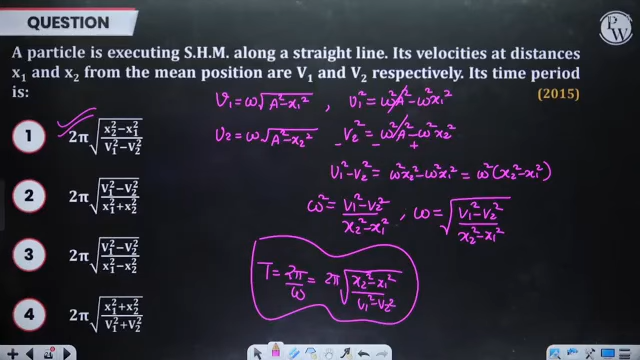 QUESTION
A particle is executing S.H.M. along a straight line. Its velocities at distances
x₁ and x₂ from the mean position are V₁ and V₂ respectively. Its time period
is:
(2015)
1 2π√((x₂²−x₁²)/(V₁²−V₂²))
2 2π√((V₁²−V₂²)/(x₁²+x₂²))
3 2π√((V₁²−V₂²)/(x₁²−x₂²))
4 2π√((x₁²+x₂²)/(V₁²+V₂²))
v₁ = ω√(A²−x₁²) , v₁² = ω²A²−ω²x₁²
v₂ = ω√(A²−x₂²) , v₂² = ω²A²−ω²x₂²
− − +
v₁²−v₂² = ω²x₂²−ω²x₁² = ω²(x₂²−x₁²)
ω² = (v₁²−v₂²)/(x₂²−x₁²) , ω = √((v₁²−v₂²)/(x₂²−x₁²))
T = 2π/ω = 2π√((x₂²−x₁²)/(v₁²−v₂²))